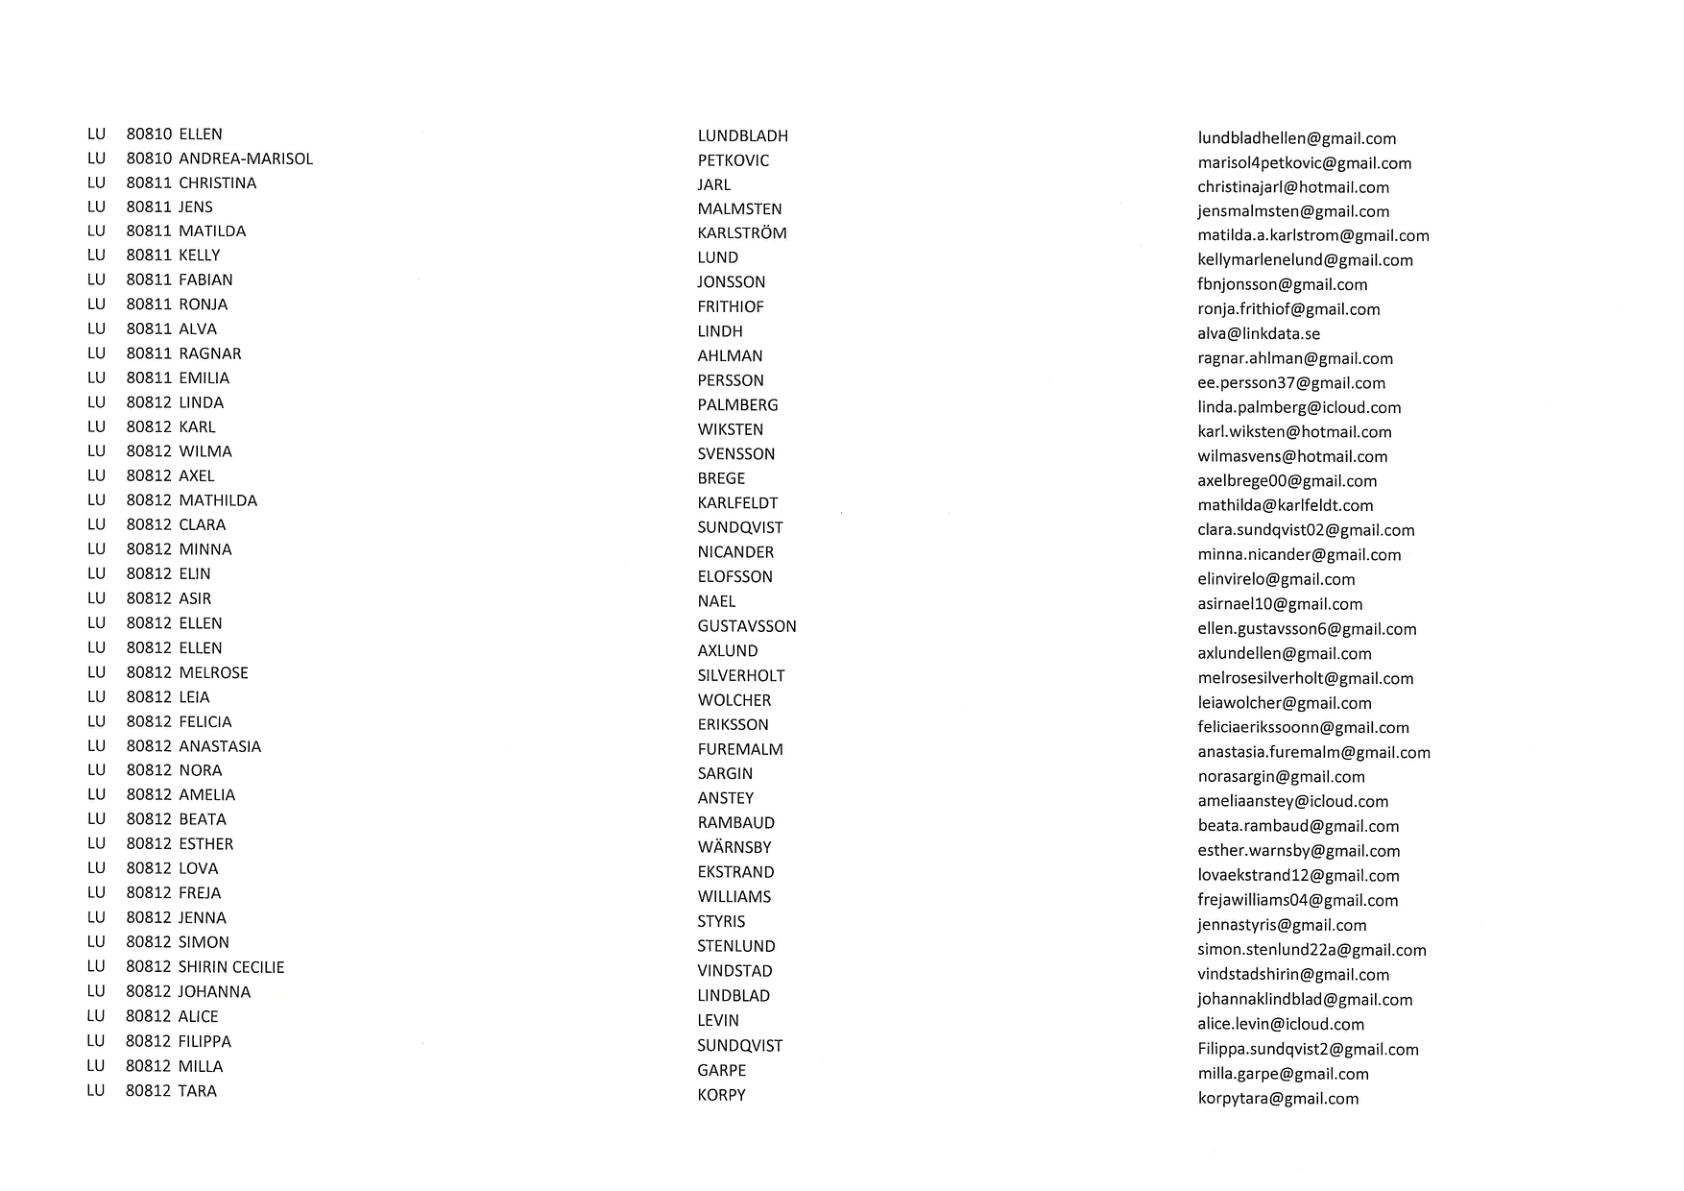 LU 80810 ELLEN LUNDBLADH lundbladhellen@gmail.com
LU 80810 ANDREA-MARISOL PETKOVIC marisol4petkovic@gmail.com
LU 80811 CHRISTINA JARL christinajarl@hotmail.com
LU 80811 JENS MALMSTEN jensmalmsten@gmail.com
LU 80811 MATILDA KARLSTRÖM matilda.a.karlstrom@gmail.com
LU 80811 KELLY LUND kellymarlenelund@gmail.com
LU 80811 FABIAN JONSSON fbnjonsson@gmail.com
LU 80811 RONJA FRITHIOF ronja.frithiof@gmail.com
LU 80811 ALVA LINDH alva@linkdata.se
LU 80811 RAGNAR AHLMAN ragnar.ahlman@gmail.com
LU 80811 EMILIA PERSSON ee.persson37@gmail.com
LU 80812 LINDA PALMBERG linda.palmberg@icloud.com
LU 80812 KARL WIKSTEN karl.wiksten@hotmail.com
LU 80812 WILMA SVENSSON wilmasvens@hotmail.com
LU 80812 AXEL BREGE axelbrege00@gmail.com
LU 80812 MATHILDA KARLFELDT mathilda@karlfeldt.com
LU 80812 CLARA SUNDQVIST clara.sundqvist02@gmail.com
LU 80812 MINNA NICANDER minna.nicander@gmail.com
LU 80812 ELIN ELOFSSON elinvirelo@gmail.com
LU 80812 ASIR NAEL asirnael10@gmail.com
LU 80812 ELLEN GUSTAVSSON ellen.gustavsson6@gmail.com
LU 80812 ELLEN AXLUND axlundellen@gmail.com
LU 80812 MELROSE SILVERHOLT melrosesilverholt@gmail.com
LU 80812 LEIA WOLCHER leiawolcher@gmail.com
LU 80812 FELICIA ERIKSSON feliciaerikssoonn@gmail.com
LU 80812 ANASTASIA FUREMALM anastasia.furemalm@gmail.com
LU 80812 NORA SARGIN norasargin@gmail.com
LU 80812 AMELIA ANSTEY ameliaanstey@icloud.com
LU 80812 BEATA RAMBAUD beata.rambaud@gmail.com
LU 80812 ESTHER WÄRNSBY esther.warnsby@gmail.com
LU 80812 LOVA EKSTRAND lovaekstrand12@gmail.com
LU 80812 FREJA WILLIAMS frejawilliams04@gmail.com
LU 80812 JENNA STYRIS jennastyris@gmail.com
LU 80812 SIMON STENLUND simon.stenlund22a@gmail.com
LU 80812 SHIRIN CECILIE VINDSTAD vindstadshirin@gmail.com
LU 80812 JOHANNA LINDBLAD johannaklindblad@gmail.com
LU 80812 ALICE LEVIN alice.levin@icloud.com
LU 80812 FILIPPA SUNDQVIST Filippa.sundqvist2@gmail.com
LU 80812 MILLA GARPE milla.garpe@gmail.com
LU 80812 TARA KORPY korpytara@gmail.com